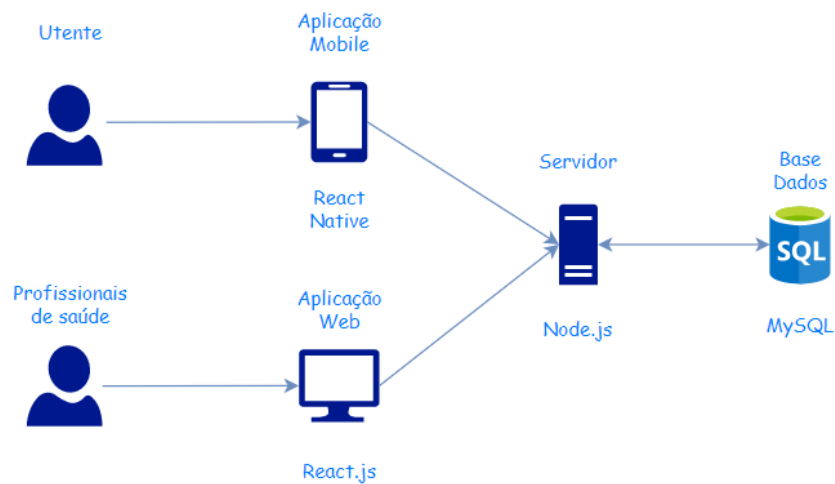 Utente
Aplicação
Mobile
React
Native
Servidor
Base
Dados
SQL
Profissionais
de saúde
Aplicação
Web
Node.js
MySQL
React.js